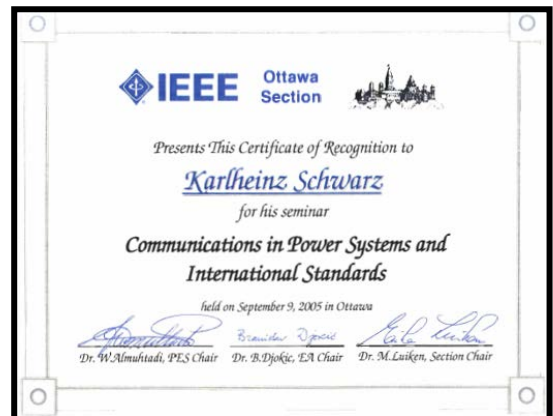 IEEE Ottawa Section
Presents This Certificate of Recognition to
Karlheinz Schwarz
for his seminar
Communications in Power Systems and
International Standards
held on September 9, 2005 in Ottawa
Branislav Djokic
Dr. W.Almuhtadi, PES Chair Dr. B.Djokic, EA Chair Dr. M.Luiken, Section Chair